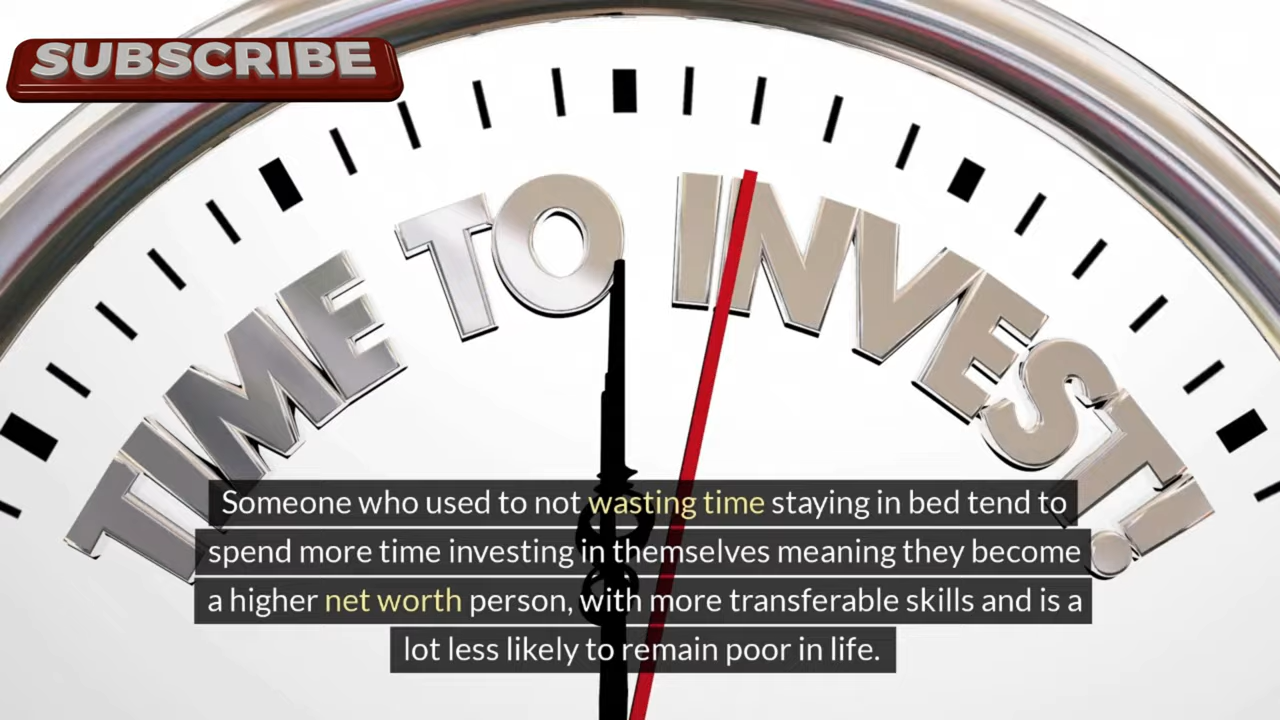 SUBSCRIBE
TIME TO INVEST!
Someone who used to not wasting time staying in bed tend to
spend more time investing in themselves meaning they become
a higher net worth person, with more transferable skills and is a
lot less likely to remain poor in life.